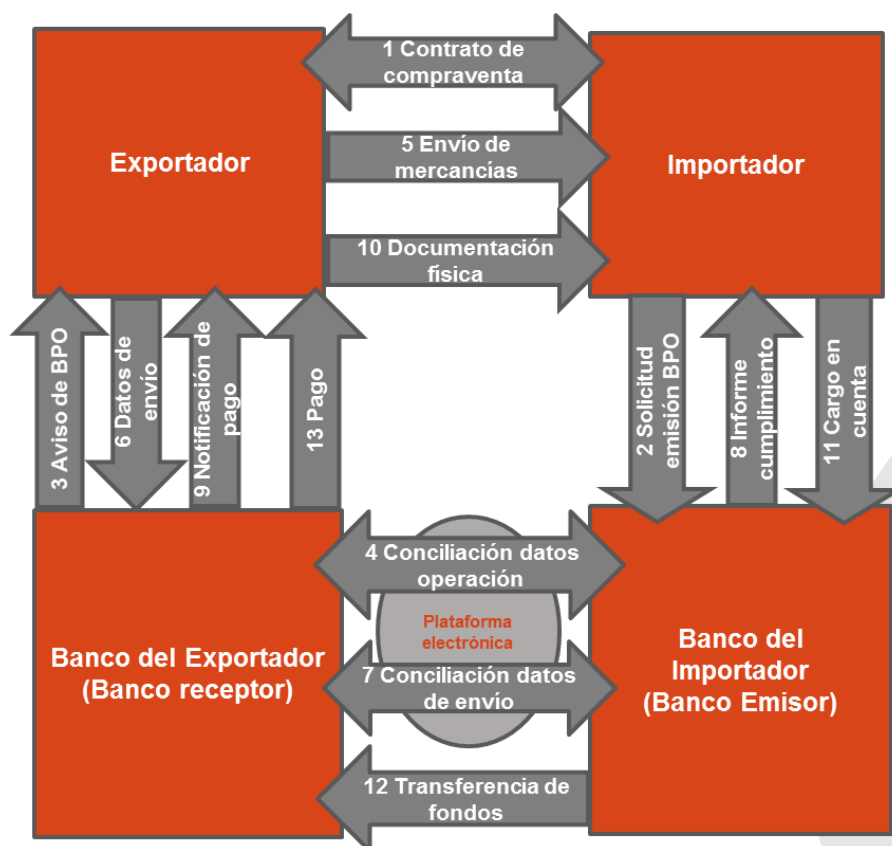 1 Contrato de
compraventa
Exportador
5 Envío de
mercancías
Importador
10 Documentación
física
3 Aviso de BPO
6 Datos de
envío
9 Notificación de
pago
13 Pago
2 Solicitud
emisión BPO
8 Informe
cumplimiento
11 Cargo en
cuenta
4 Conciliación datos
operación
Plataforma
electrónica
Banco del Exportador
(Banco receptor)
7 Conciliación datos
de envío
Banco del
Importador
(Banco Emisor)
12 Transferencia de
fondos